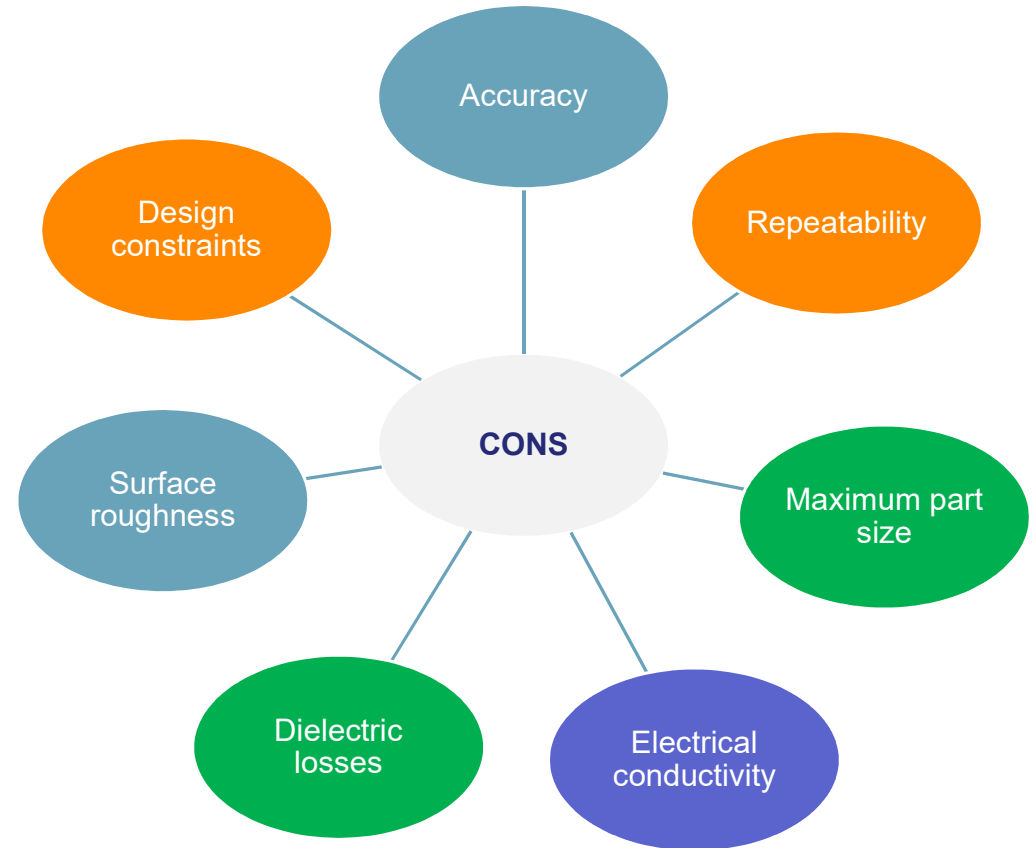 Accuracy
Design
constraints
Repeatability
CONS
Surface
roughness
Maximum part
size
Dielectric
losses
Electrical
conductivity